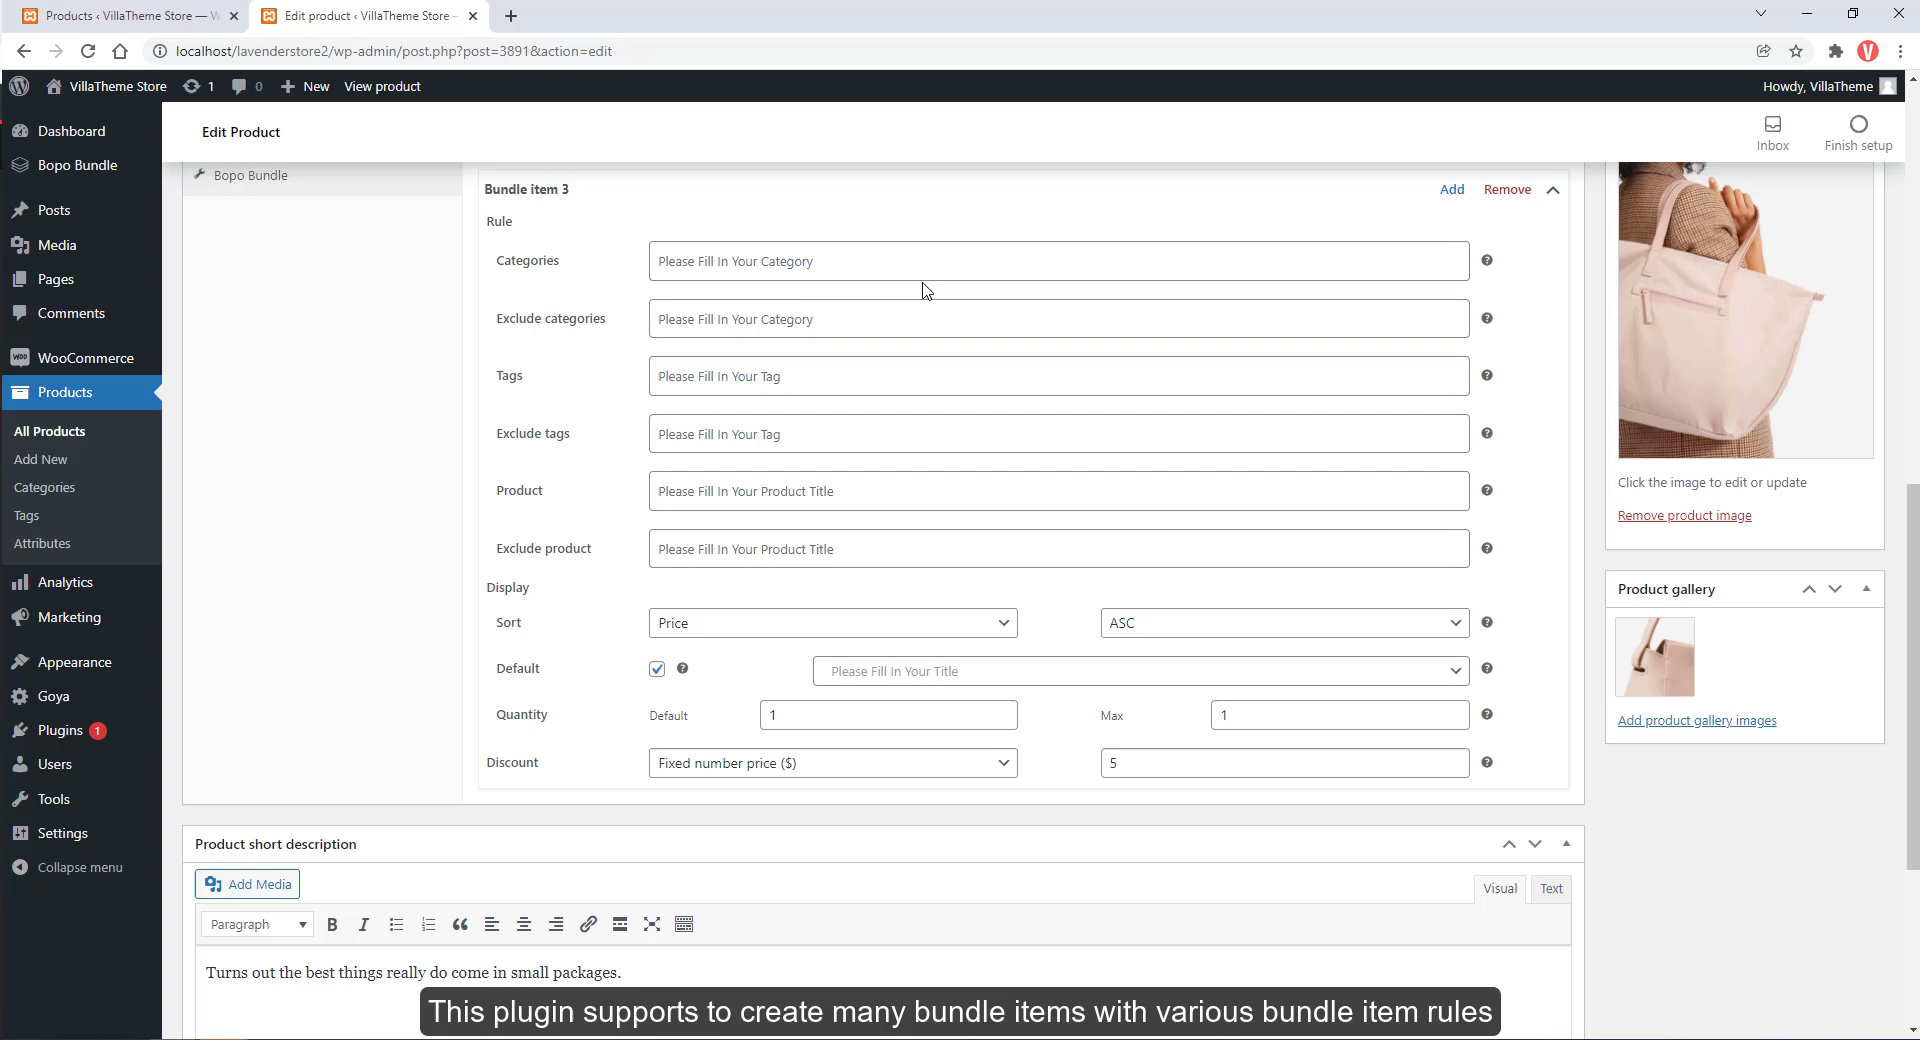 Products ‹ VillaTheme Store — W
Edit product ‹ VillaTheme Store –
localhost/lavenderstore2/wp-admin/post.php?post=3891&action=edit
V
VillaTheme Store
1
0
New
View product
Howdy, VillaTheme
Edit Product
Inbox
Finish setup
Dashboard
Bopo Bundle
Posts
Media
Pages
Comments
WOO
WooCommerce
Products
All Products
Add New
Categories
Tags
Attributes
Analytics
Marketing
Appearance
Goya
Plugins 1
Users
Tools
Settings
Collapse menu
Bopo Bundle
Bundle item 3
Add
Remove
Rule
Categories
Please Fill In Your Category
Exclude categories
Please Fill In Your Category
Tags
Please Fill In Your Tag
Exclude tags
Please Fill In Your Tag
Product
Please Fill In Your Product Title
Exclude product
Please Fill In Your Product Title
Display
Sort
Price
ASC
Default
Please Fill In Your Title
Quantity
Default
1
Max
1
Discount
Fixed number price ($)
5
Click the image to edit or update
Remove product image
Product gallery
Add product gallery images
Product short description
Add Media
Visual
Text
Paragraph
B
I
Turns out the best things really do come in small packages.
This plugin supports to create many bundle items with various bundle item rules